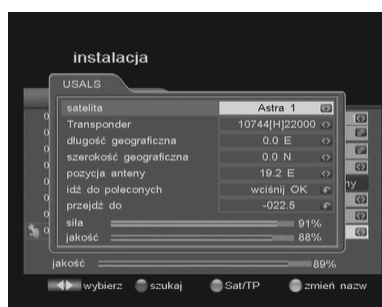 instalacja
USALS
satelita Astra 1
Transponder 10744[H]22000
długość geograficzna 0.0 E
szerokość geograficzna 0.0 N
pozycja anteny 19.2 E
idź do poleconych wciśnij OK
przejdź do -022.5
siła 91%
jakość 88%
jakość 89%
wybierz szukaj Sat/TP zmień nazw